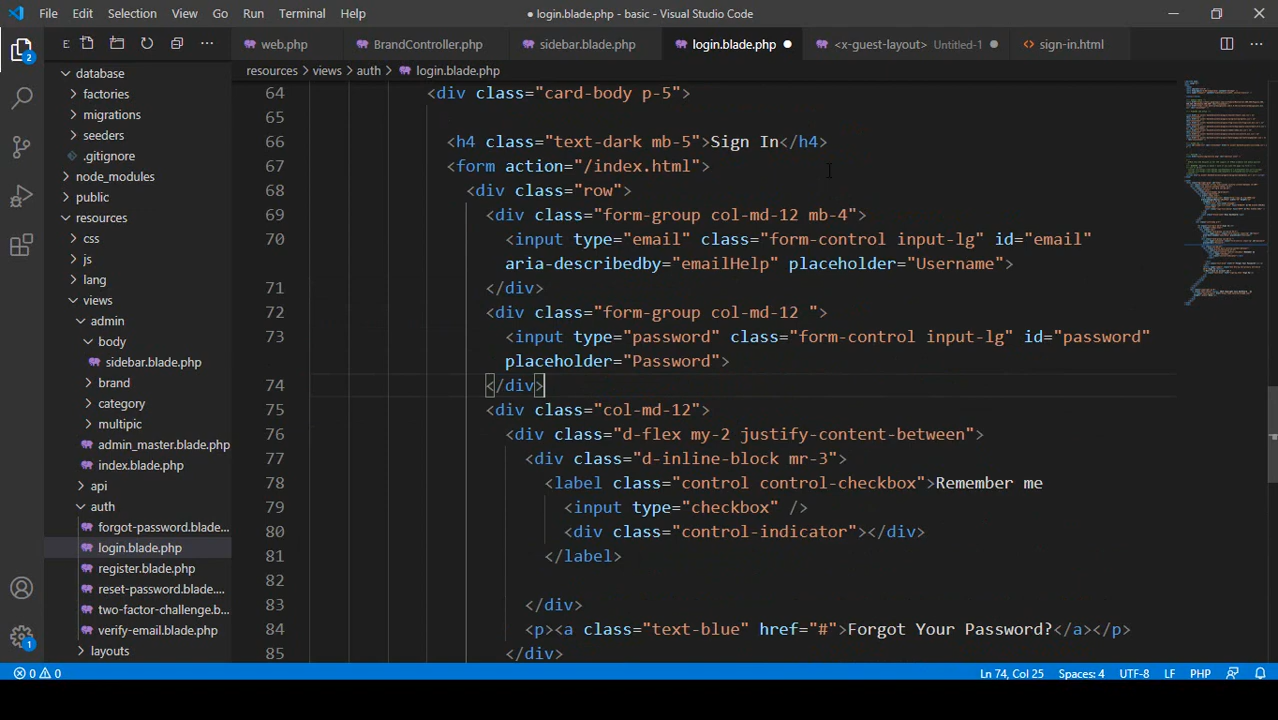 File Edit Selection View Go Run Terminal Help
● login.blade.php - basic - Visual Studio Code
E
web.php
BrandController.php
sidebar.blade.php
login.blade.php ●
<x-guest-layout> Untitled-1 ●
sign-in.html
resources > views > auth > login.blade.php
2
database
factories
migrations
seeders
.gitignore
node_modules
public
resources
css
js
lang
views
admin
body
sidebar.blade.php
brand
category
multipic
admin_master.blade.php
index.blade.php
api
auth
forgot-password.blade...
login.blade.php
register.blade.php
reset-password.blade....
two-factor-challenge.b...
verify-email.blade.php
layouts
1
64 <div class="card-body p-5">
65
66 <h4 class="text-dark mb-5">Sign In</h4>
67 <form action="/index.html">
68 <div class="row">
69 <div class="form-group col-md-12 mb-4">
70 <input type="email" class="form-control input-lg" id="email"
aria-describedby="emailHelp" placeholder="Username">
71 </div>
72 <div class="form-group col-md-12 ">
73 <input type="password" class="form-control input-lg" id="password"
placeholder="Password">
74 </div>
75 <div class="col-md-12">
76 <div class="d-flex my-2 justify-content-between">
77 <div class="d-inline-block mr-3">
78 <label class="control control-checkbox">Remember me
79 <input type="checkbox" />
80 <div class="control-indicator"></div>
81 </label>
82
83 </div>
84 <p><a class="text-blue" href="#">Forgot Your Password?</a></p>
85 </div>
0 0
Ln 74, Col 25 Spaces: 4 UTF-8 LF PHP